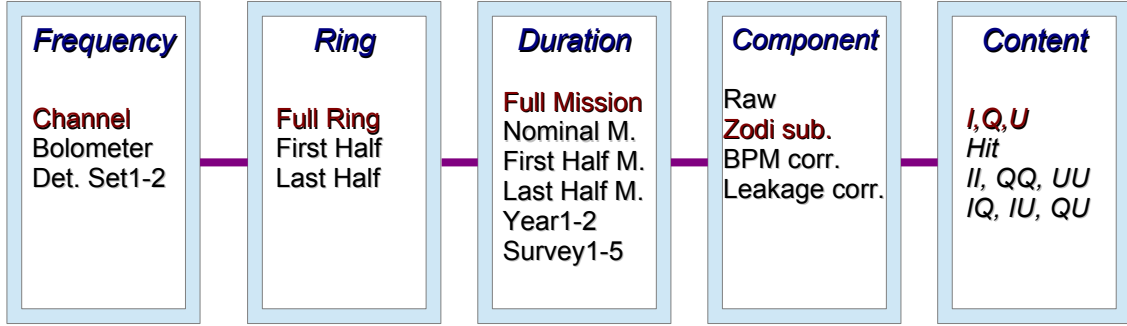 Frequency
Channel
Bolometer
Det. Set1-2
Ring
Full Ring
First Half
Last Half
Duration
Full Mission
Nominal M.
First Half M.
Last Half M.
Year1-2
Survey1-5
Component
Raw
Zodi sub.
BPM corr.
Leakage corr.
Content
I,Q,U
Hit
II, QQ, UU
IQ, IU, QU